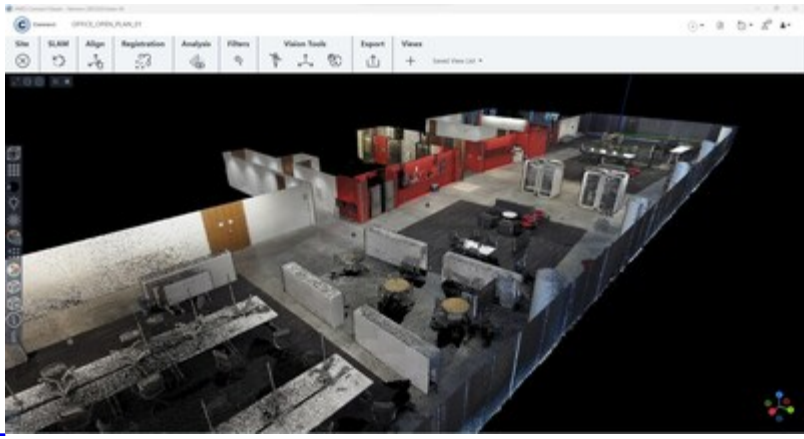 Connect OFFICE_OPEN_PLAN_01
Site SLAM Align Registration Analysis Filters Vision Tools Export Views
Saved View List